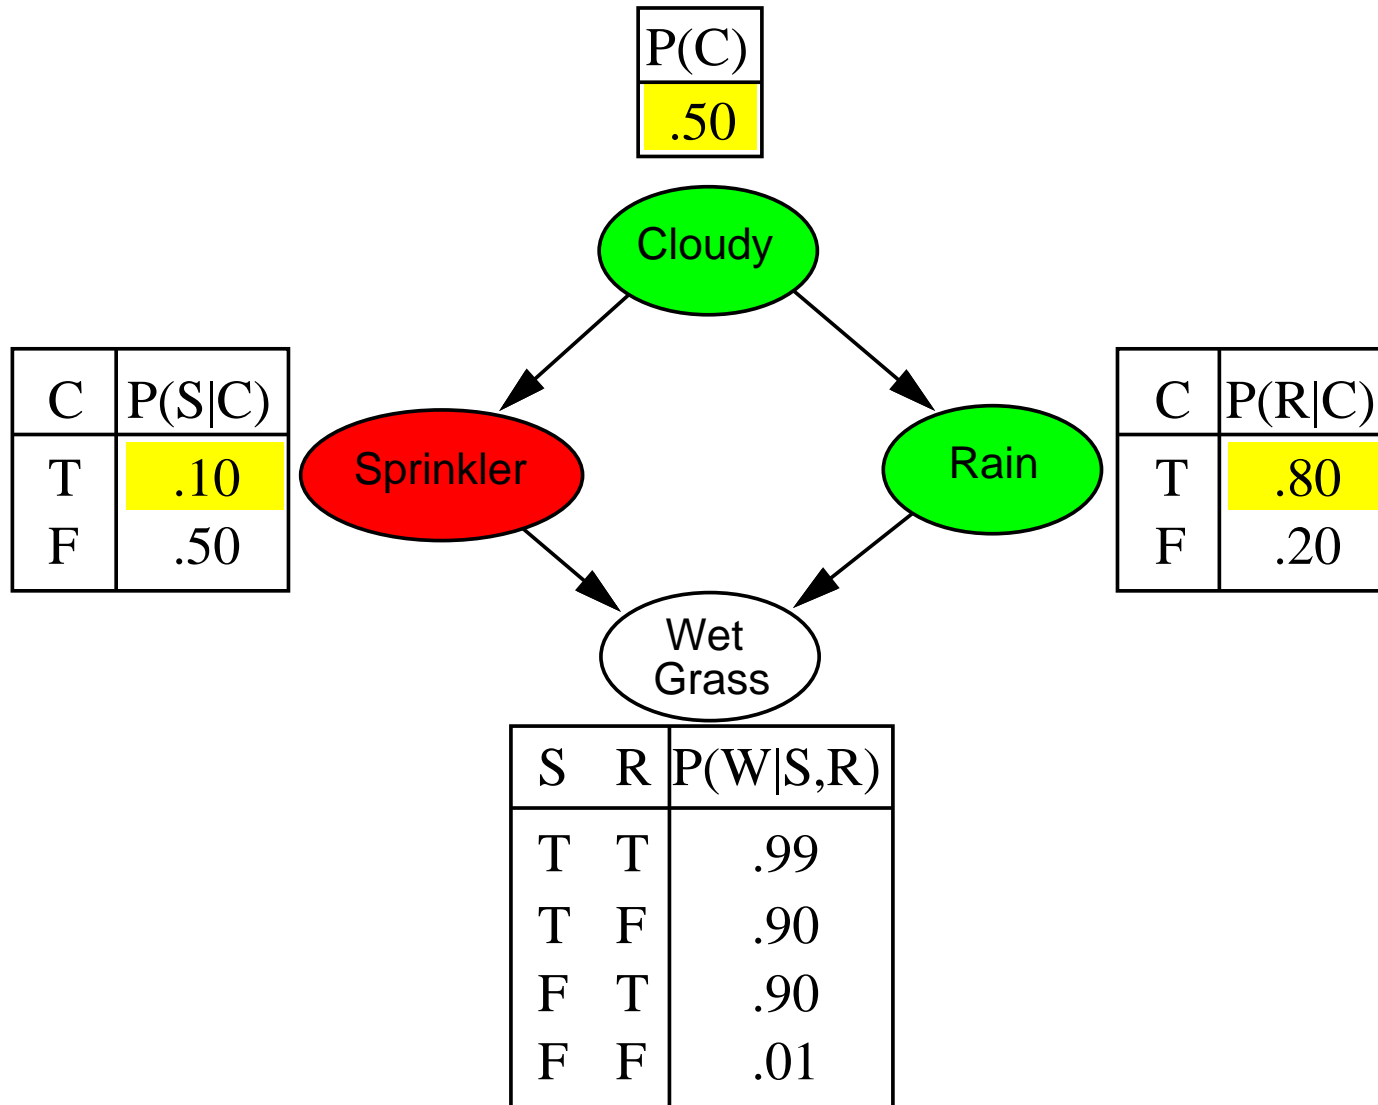 P(C)
.50
Cloudy
C P(S|C)
T .10
F .50
Sprinkler
Rain
C P(R|C)
T .80
F .20
Wet
Grass
S R P(W|S,R)
T T .99
T F .90
F T .90
F F .01